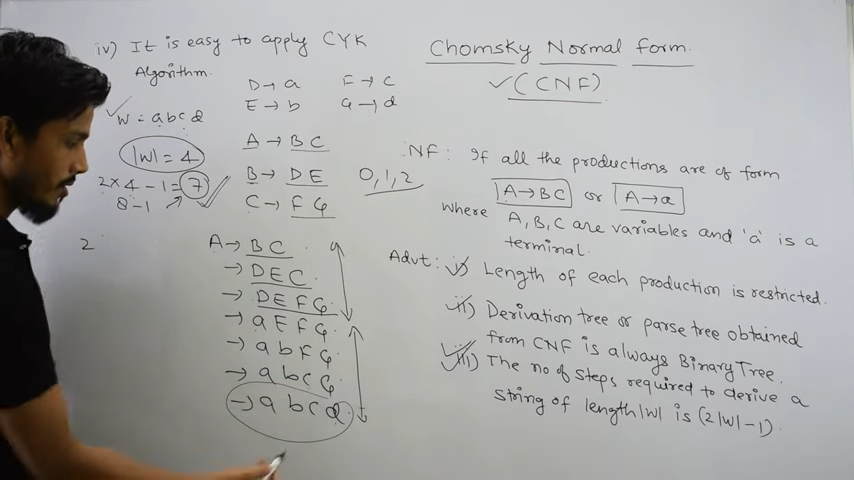 iv) It is easy to apply CYK
Algorithm.
D → a F → c
E → b G → d
w = abcd
|w| = 4
2 x 4 - 1 = 7
8 - 1
A → BC
B → DE 0, 1, 2
C → FG
2
A → BC
→ DEC
→ DEFG
→ aEFG
→ abFG
→ abcG
→ abcd
Chomsky Normal form
✓(CNF)
NF: If all the productions are of form
A → BC or A → a
where A, B, C are variables and 'a' is a
terminal.
Advt: i) Length of each production is restricted.
ii) Derivation tree or parse tree obtained
from CNF is always Binary Tree.
iii) The no of steps required to derive a
string of length |w| is (2|w| - 1).